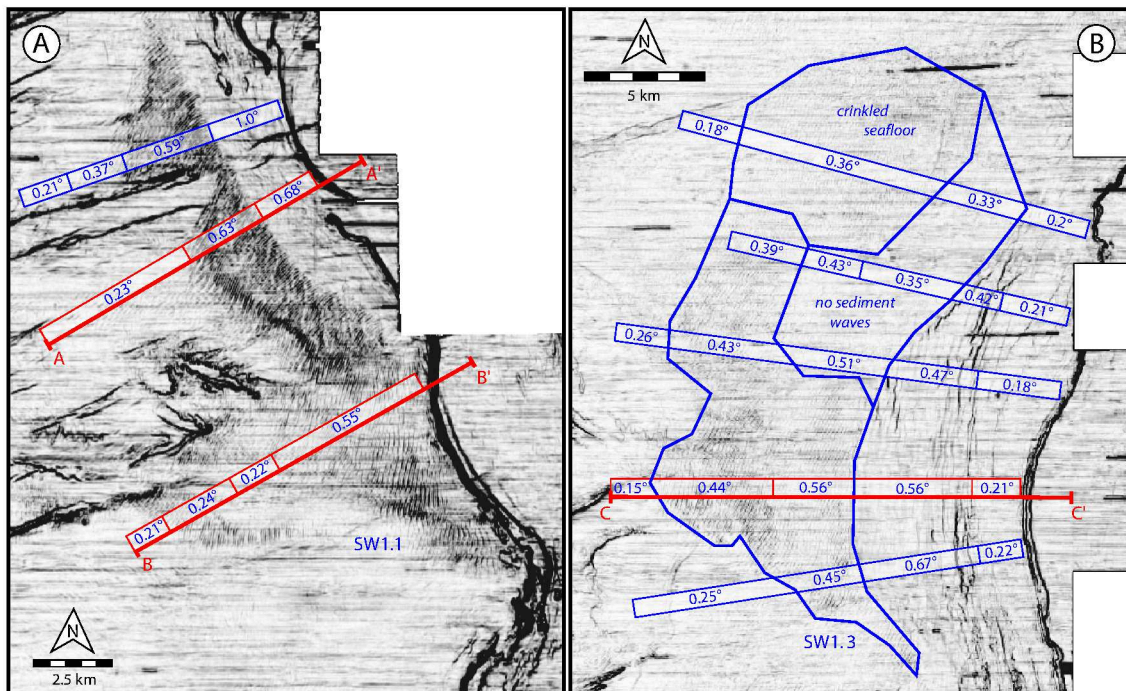 A
0.21°
0.37°
0.59°
1.0°
0.23°
0.63°
0.68°
A
A'
0.21°
0.24°
0.22°
0.55°
B
B'
SW1.1
N
2.5 km
B
N
5 km
crinkled
seafloor
0.18°
0.36°
0.33°
0.2°
0.39°
0.43°
0.35°
0.42°
0.21°
no sediment
waves
0.26°
0.43°
0.51°
0.47°
0.18°
0.15°
0.44°
0.56°
0.56°
0.21°
C
C'
0.25°
0.45°
0.67°
0.22°
SW1. 3